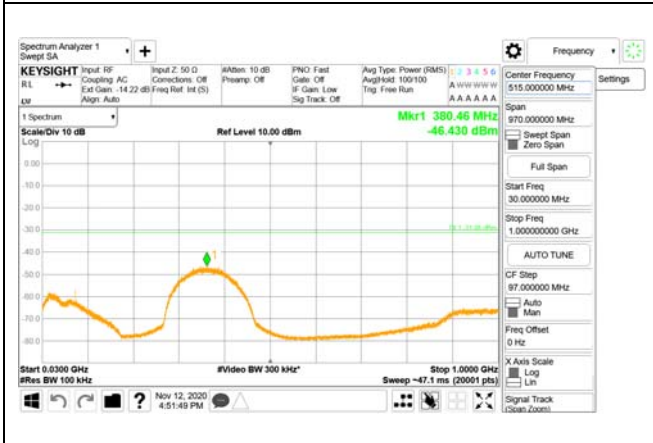 Spectrum Analyzer 1
Swept SA
+
Frequency
KEYSIGHT
Input: RF
Input Z: 50 Ω
#Atten: 10 dB
PNO: Fast
Avg Type: Power (RMS)
1 2 3 4 5 6
RL
Coupling: AC
Corrections: Off
Preamp: Off
Gate: Off
Avg|Hold: 100/100
A W W W W W
Ext Gain: -14.22 dB
Freq Ref: Int (S)
IF Gain: Low
Trig: Free Run
Align: Auto
Sig Track: Off
A A A A A A
LXI
Center Frequency
515.000000 MHz
Settings
1 Spectrum
Mkr1 380.46 MHz
Scale/Div 10 dB
Ref Level 10.00 dBm
-46.430 dBm
Log
Span
970.000000 MHz
Swept Span
Zero Span
Full Span
Start Freq
30.000000 MHz
Stop Freq
1.000000000 GHz
AUTO TUNE
CF Step
97.000000 MHz
Auto
Man
Freq Offset
0 Hz
X Axis Scale
Log
Lin
Signal Track
(Span Zoom)
0.00
-10.0
-20.0
-30.0
-40.0
-50.0
-60.0
-70.0
-80.0
1
Start 0.0300 GHz
#Video BW 300 kHz*
Stop 1.0000 GHz
#Res BW 100 kHz
Sweep ~47.1 ms (20001 pts)
?
Nov 12, 2020
4:51:49 PM